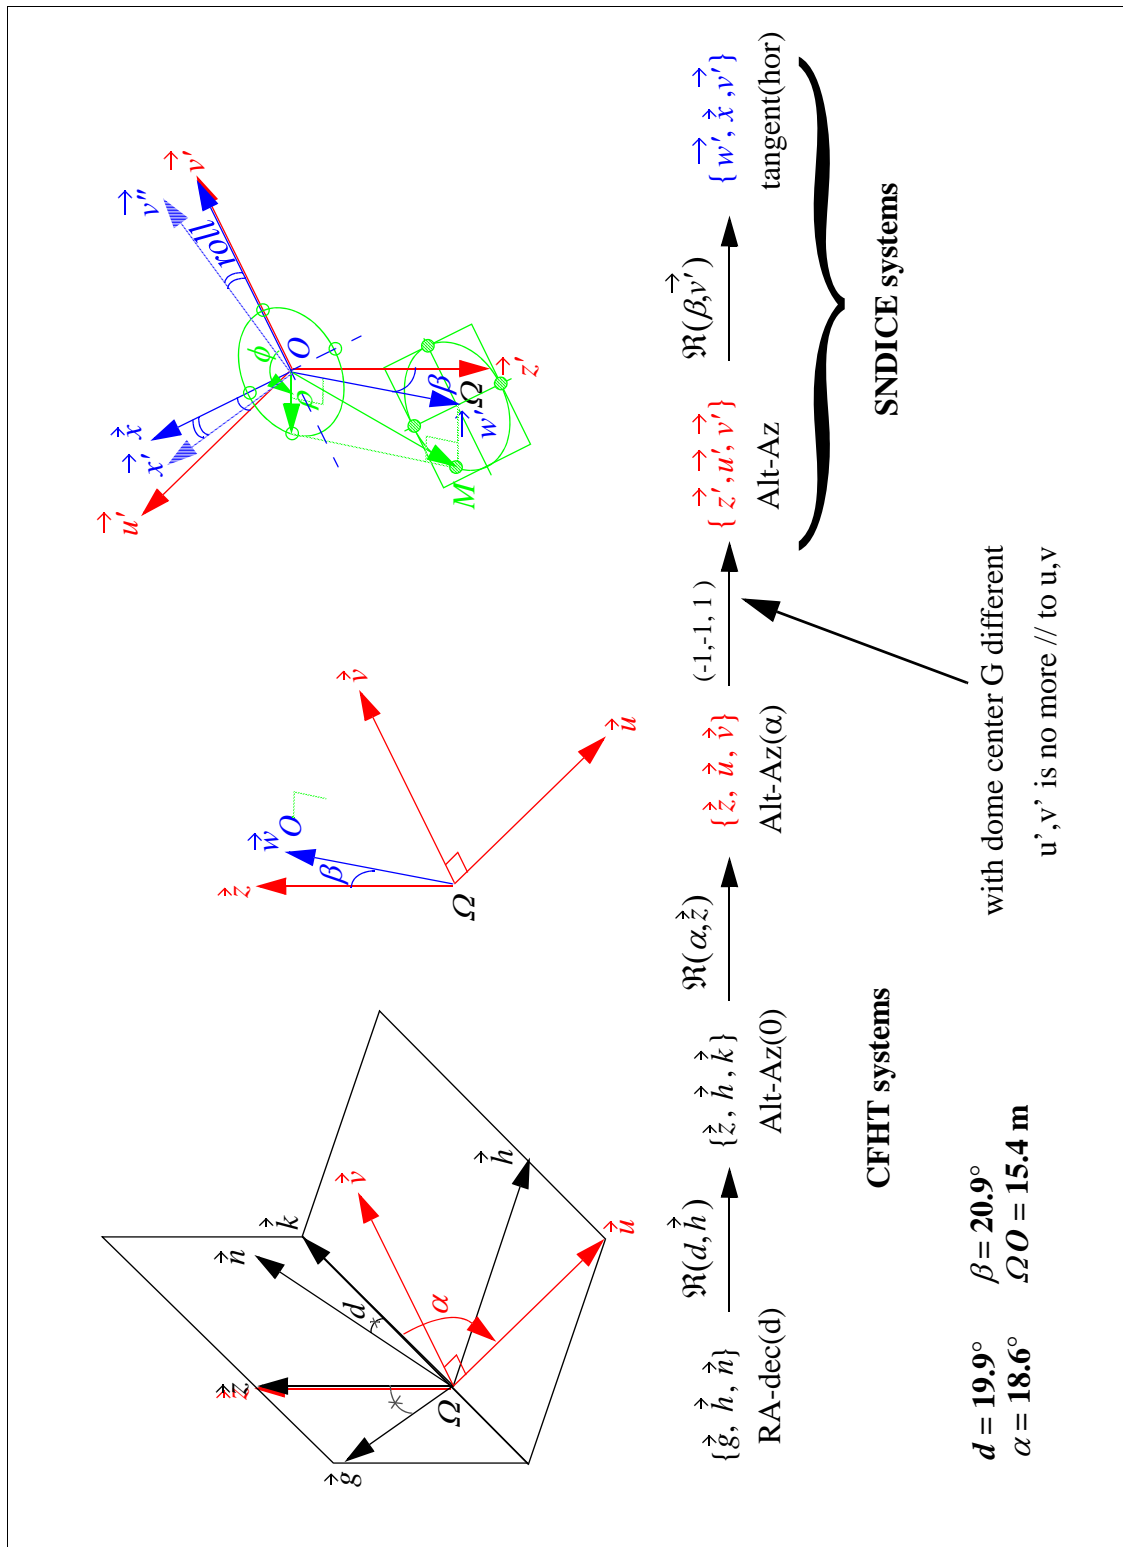 g⃗
z⃗
n⃗
k⃗
d
v⃗
α
h⃗
Ω
u⃗
z⃗
w⃗
O
β
v⃗
Ω
u⃗
u⃗′
x⃗′
x⃗
v⃗″
v⃗′
roll
ϕ
O
ρ
M
w⃗′
Ω
β
z⃗′
{g⃗, h⃗, n⃗}
RA-dec(d)
ℜ(d,h⃗)
{z⃗, h⃗, k⃗}
Alt-Az(0)
ℜ(α,z⃗)
{z⃗, u⃗, v⃗}
Alt-Az(α)
(-1,-1, 1 )
{z⃗′,u⃗′,v⃗′}
Alt-Az
ℜ(β,v⃗′)
{w⃗′, x⃗ ,v⃗′}
tangent(hor)
CFHT systems
SNDICE systems
d = 19.9°
β = 20.9°
α = 18.6°
ΩO = 15.4 m
with dome center G different
u’,v’ is no more // to u,v